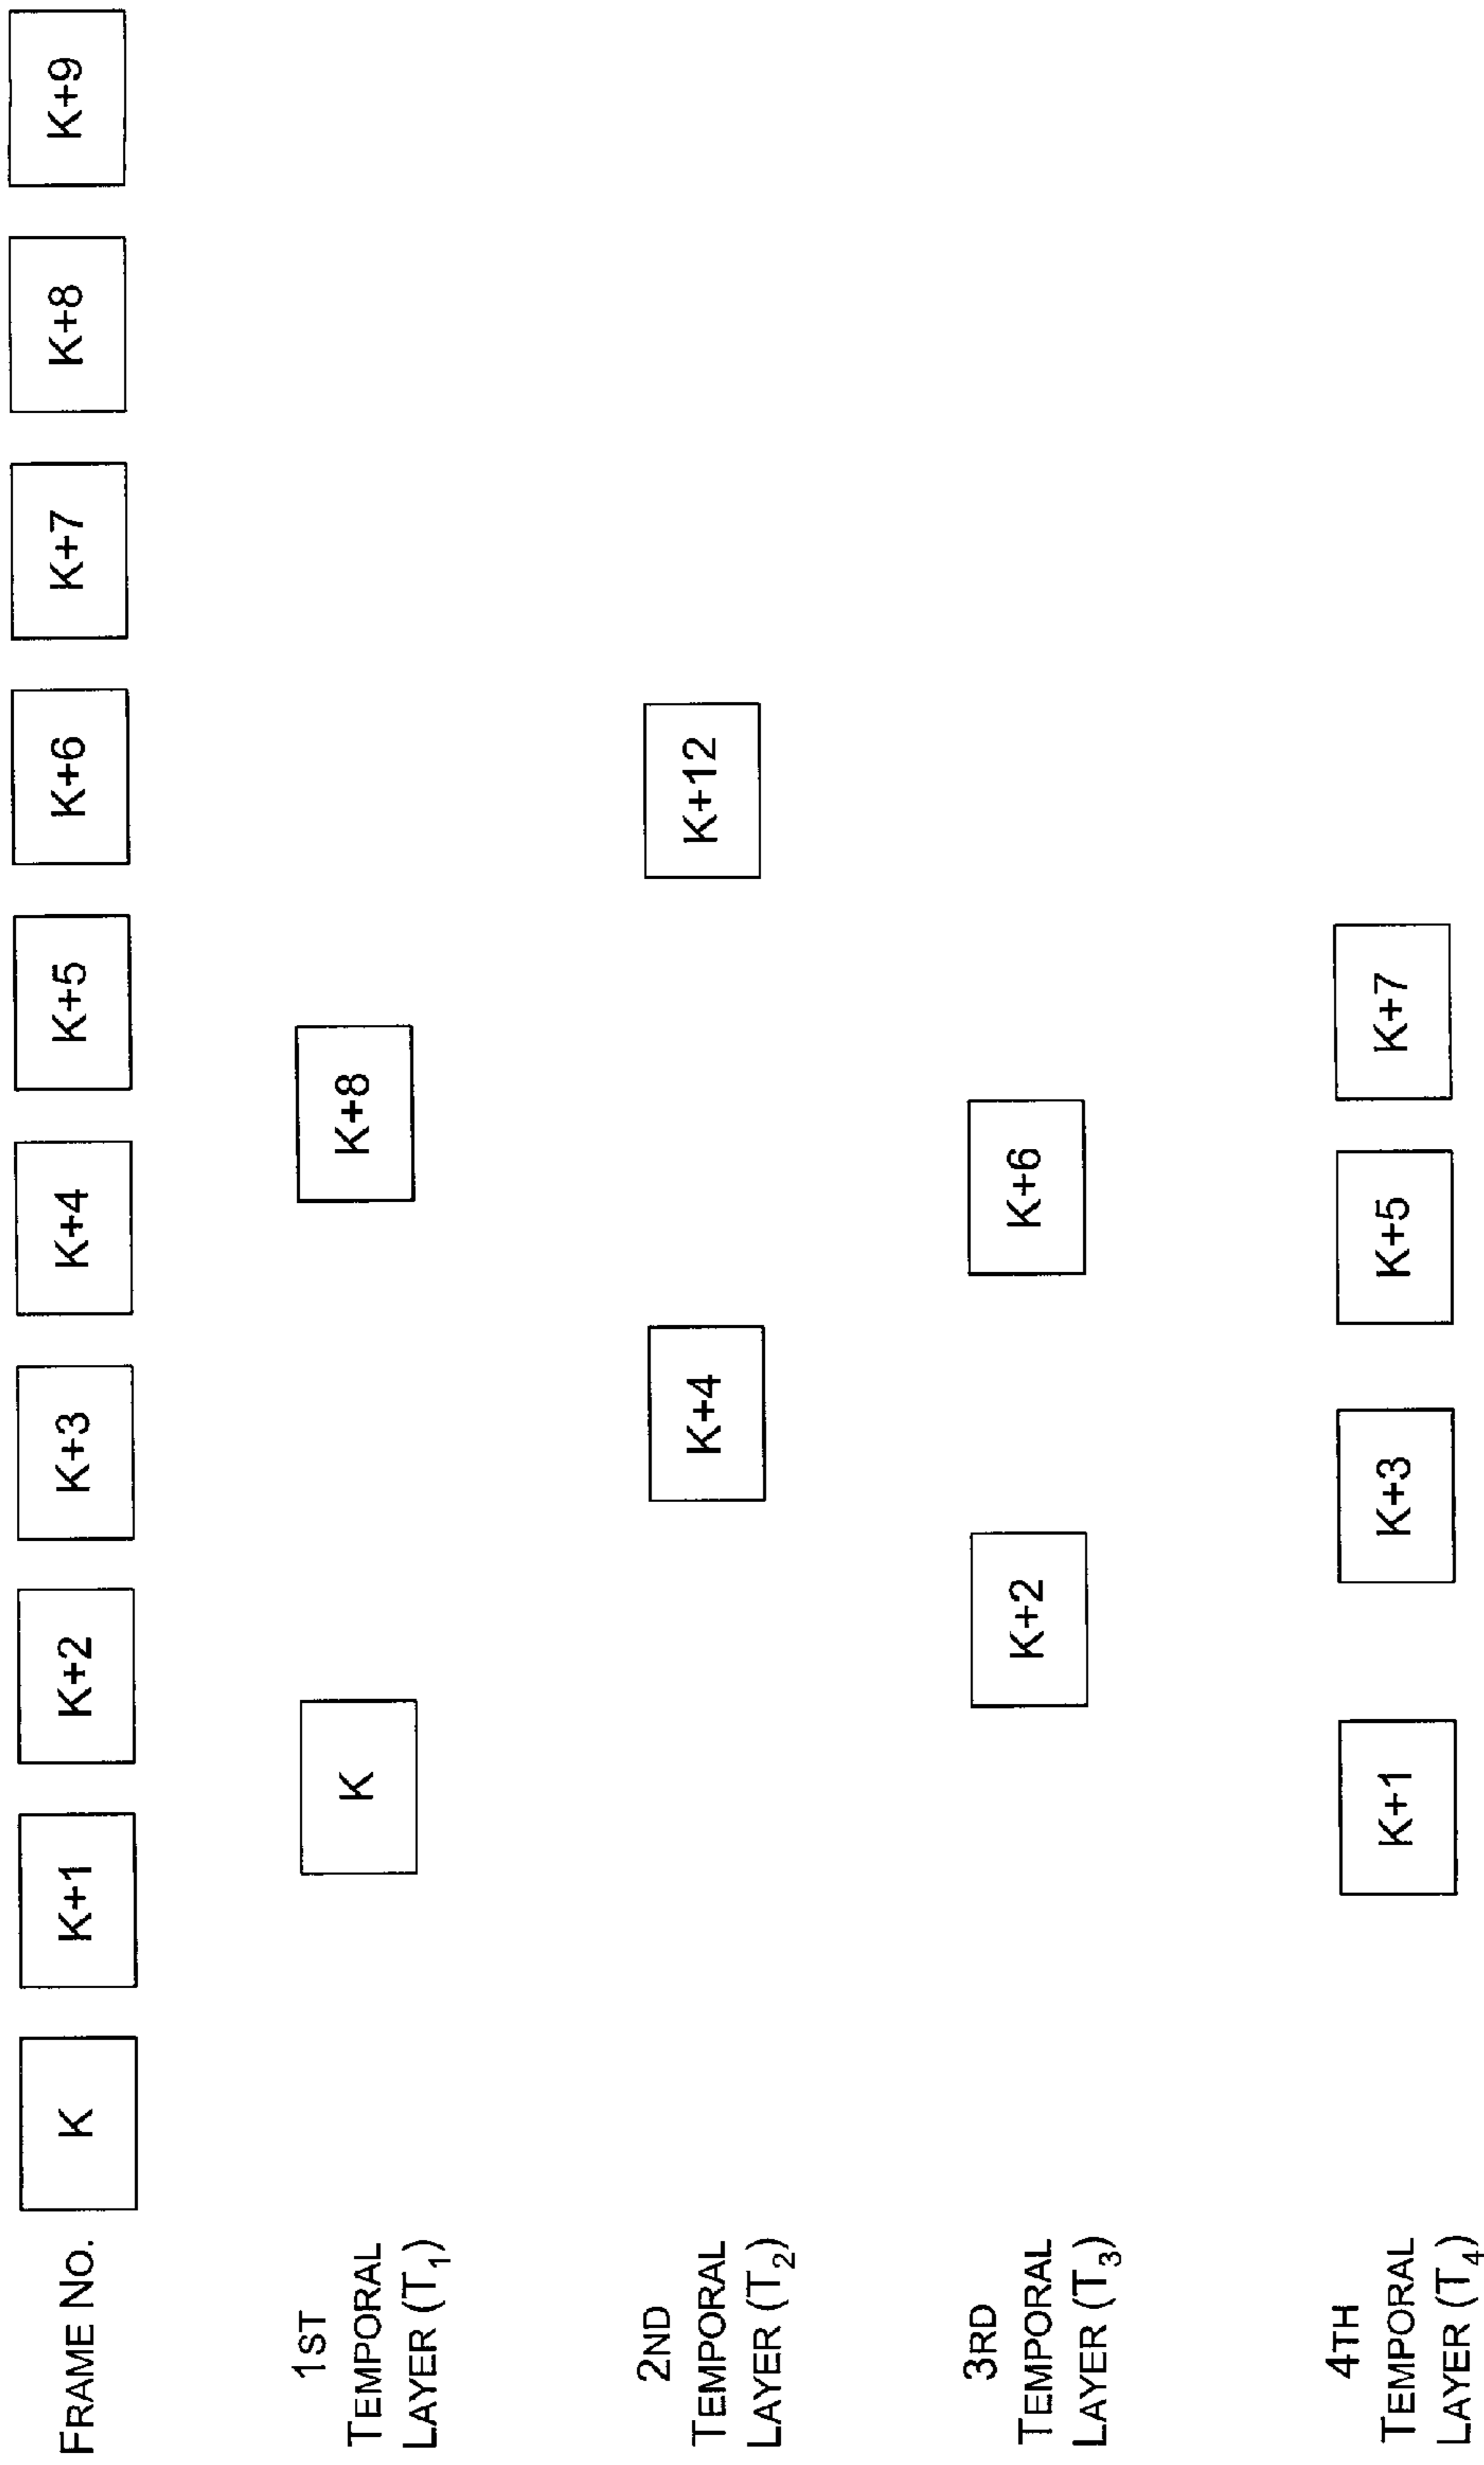 FRAME NO. K K+1 K+2 K+3 K+4 K+5 K+6 K+7 K+8 K+9
1ST
TEMPORAL
LAYER (T1)
K K+8
2ND
TEMPORAL
LAYER (T2)
K+4 K+12
3RD
TEMPORAL
LAYER (T3)
K+2 K+6
4TH
TEMPORAL
LAYER (T4)
K+1 K+3 K+5 K+7